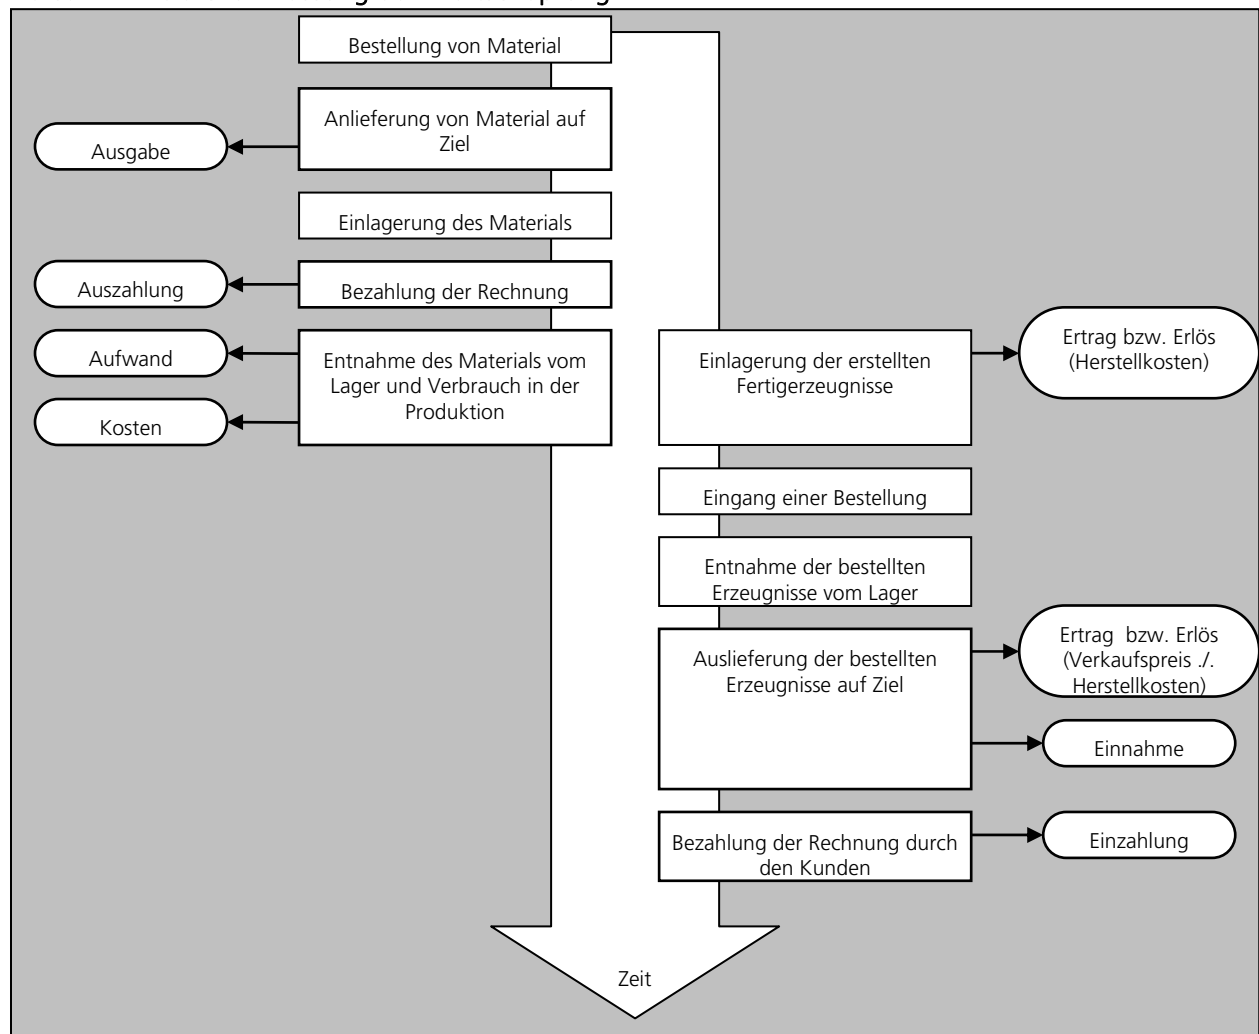 Bestellung von Material
Anlieferung von Material auf
Ziel
Ausgabe
Einlagerung des Materials
Auszahlung
Bezahlung der Rechnung
Aufwand
Entnahme des Materials vom
Lager und Verbrauch in der
Produktion
Kosten
Einlagerung der erstellten
Fertigerzeugnisse
Ertrag bzw. Erlös
(Herstellkosten)
Eingang einer Bestellung
Entnahme der bestellten
Erzeugnisse vom Lager
Auslieferung der bestellten
Erzeugnisse auf Ziel
Ertrag bzw. Erlös
(Verkaufspreis ./.
Herstellkosten)
Einnahme
Bezahlung der Rechnung durch
den Kunden
Einzahlung
Zeit